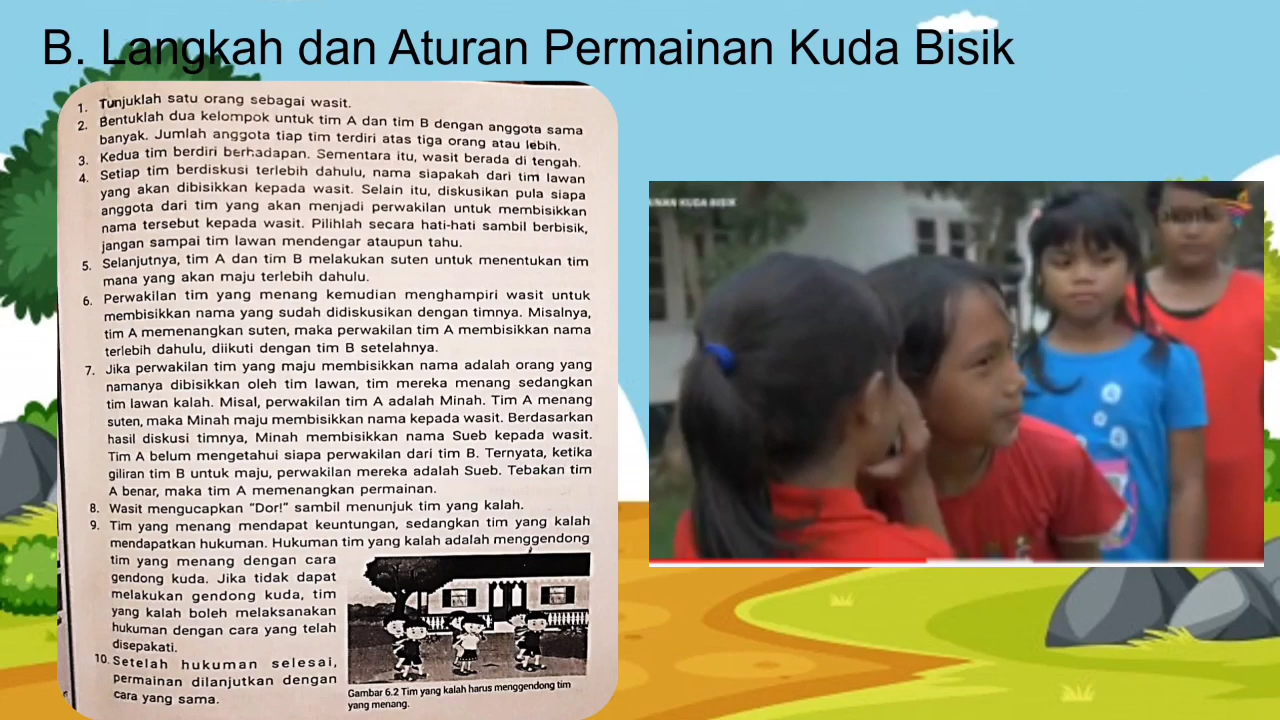 B. Langkah dan Aturan Permainan Kuda Bisik
1. Tunjuklah satu orang sebagai wasit.
2. Bentuklah dua kelompok untuk tim A dan tim B dengan anggota sama
banyak. Jumlah anggota tiap tim terdiri atas tiga orang atau lebih.
3. Kedua tim berdiri berhadapan. Sementara itu, wasit berada di tengah.
4. Setiap tim berdiskusi terlebih dahulu, nama siapakah dari tim lawan
yang akan dibisikkan kepada wasit. Selain itu, diskusikan pula siapa
anggota dari tim yang akan menjadi perwakilan untuk membisikkan
nama tersebut kepada wasit. Pilihlah secara hati-hati sambil berbisik,
jangan sampai tim lawan mendengar ataupun tahu.
5. Selanjutnya, tim A dan tim B melakukan suten untuk menentukan tim
mana yang akan maju terlebih dahulu.
6. Perwakilan tim yang menang kemudian menghampiri wasit untuk
membisikkan nama yang sudah didiskusikan dengan timnya. Misalnya,
tim A memenangkan suten, maka perwakilan tim A membisikkan nama
terlebih dahulu, diikuti dengan tim B setelahnya.
7. Jika perwakilan tim yang maju membisikkan nama adalah orang yang
namanya dibisikkan oleh tim lawan, tim mereka menang sedangkan
tim lawan kalah. Misal, perwakilan tim A adalah Minah. Tim A menang
suten, maka Minah maju membisikkan nama kepada wasit. Berdasarkan
hasil diskusi timnya, Minah membisikkan nama Sueb kepada wasit.
Tim A belum mengetahui siapa perwakilan dari tim B. Ternyata, ketika
giliran tim B untuk maju, perwakilan mereka adalah Sueb. Tebakan tim
A benar, maka tim A memenangkan permainan.
8. Wasit mengucapkan "Dor!" sambil menunjuk tim yang kalah.
9. Tim yang menang mendapat keuntungan, sedangkan tim yang kalah
mendapatkan hukuman. Hukuman tim yang kalah adalah menggendong
tim yang menang dengan cara
gendong kuda. Jika tidak dapat
melakukan gendong kuda, tim
yang kalah boleh melaksanakan
hukuman dengan cara yang telah
disepakati.
10. Setelah hukuman selesai,
permainan dilanjutkan dengan
cara yang sama.
Gambar 6.2 Tim yang kalah harus menggendong tim
yang menang.
KUDA BISIK